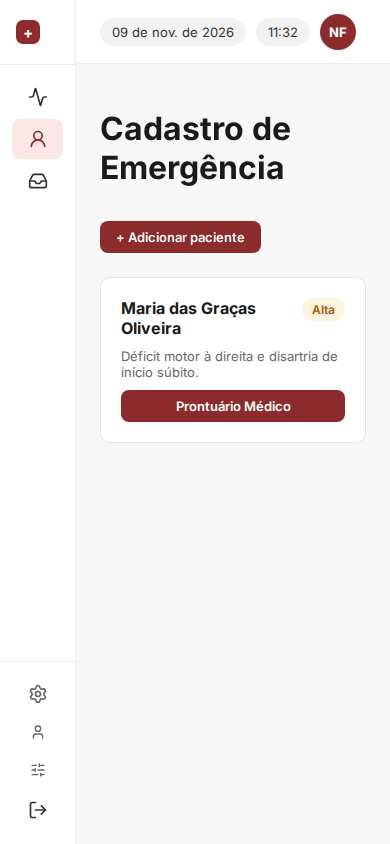 +
09 de nov. de 2026
11:32
NF
Cadastro de
Emergência
+ Adicionar paciente
Maria das Graças
Oliveira
Alta
Déficit motor à direita e disartria de
início súbito.
Prontuário Médico